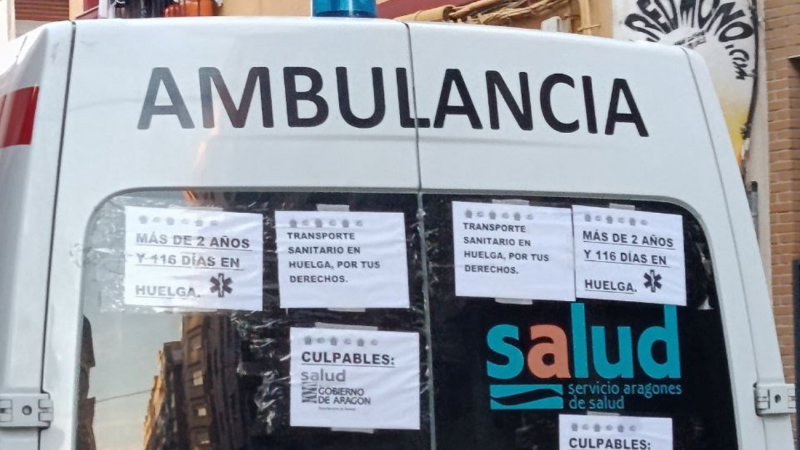 REDMONO.com
AMBULANCIA
MÁS DE 2 AÑOS
Y 116 DÍAS EN
HUELGA.
TRANSPORTE
SANITARIO EN
HUELGA, POR TUS
DERECHOS.
TRANSPORTE
SANITARIO EN
HUELGA, POR TUS
DERECHOS.
MÁS DE 2 AÑOS
Y 116 DÍAS EN
HUELGA.
CULPABLES:
salud
GOBIERNO
DE ARAGON
salud
servicio aragones
de salud
CULPABLES: